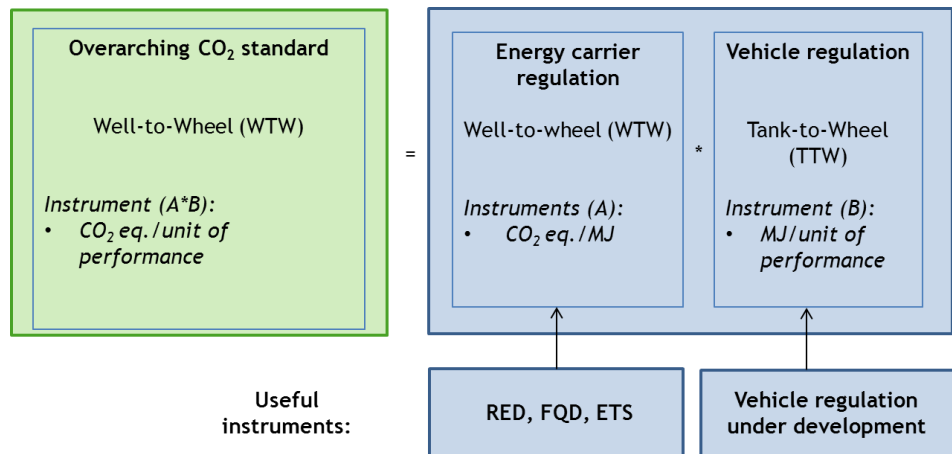 Overarching CO₂ standard
Well-to-Wheel (WTW)
Instrument (A*B):
• CO₂ eq./unit of
performance
=
Energy carrier
regulation
Well-to-wheel (WTW)
Instruments (A):
• CO₂ eq./MJ
*
Vehicle regulation
Tank-to-Wheel
(TTW)
Instrument (B):
• MJ/unit of
performance
Useful
instruments:
RED, FQD, ETS
Vehicle regulation
under development